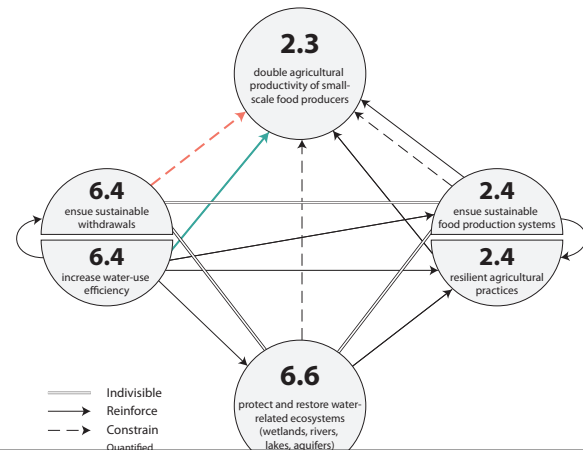 2.3
double agricultural
productivity of small-
scale food producers
6.4
ensue sustainable
withdrawals
6.4
increase water-use
efficiency
2.4
ensue sustainable
food production systems
2.4
resilient agricultural
practices
6.6
protect and restore water-
related ecosystems
(wetlands, rivers,
lakes, aquifers)
Indivisible
Reinforce
Constrain
Quantified